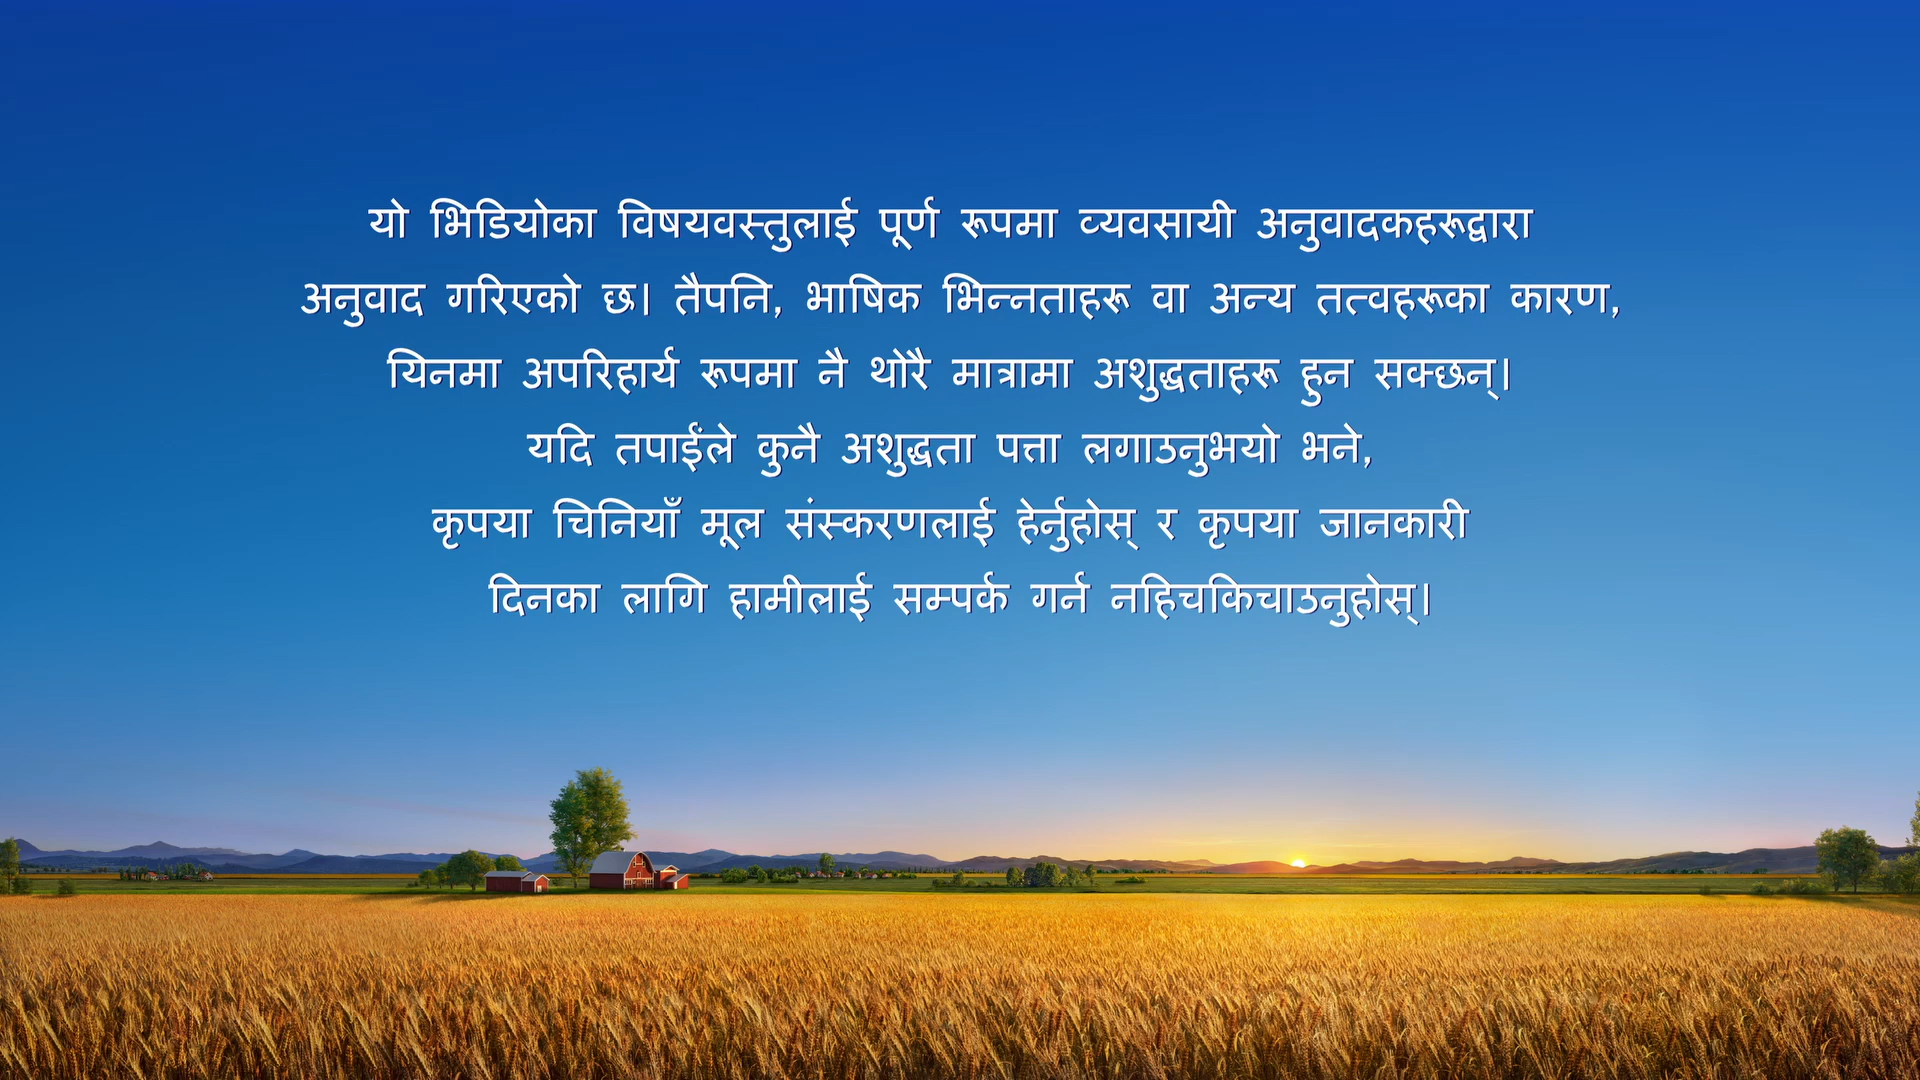 यो भिडियोका विषयवस्तुलाई पूर्ण रूपमा व्यवसायी अनुवादकहरूद्वारा
अनुवाद गरिएको छ। तैपनि, भाषिक भिन्नताहरू वा अन्य तत्वहरूका कारण,
यिनमा अपरिहार्य रूपमा नै थोरै मात्रामा अशुद्धताहरू हुन सक्छन्।
यदि तपाईंले कुनै अशुद्धता पत्ता लगाउनुभयो भने,
कृपया चिनियाँ मूल संस्करणलाई हेर्नुहोस् र कृपया जानकारी
दिनका लागि हामीलाई सम्पर्क गर्न नहिचकिचाउनुहोस्।